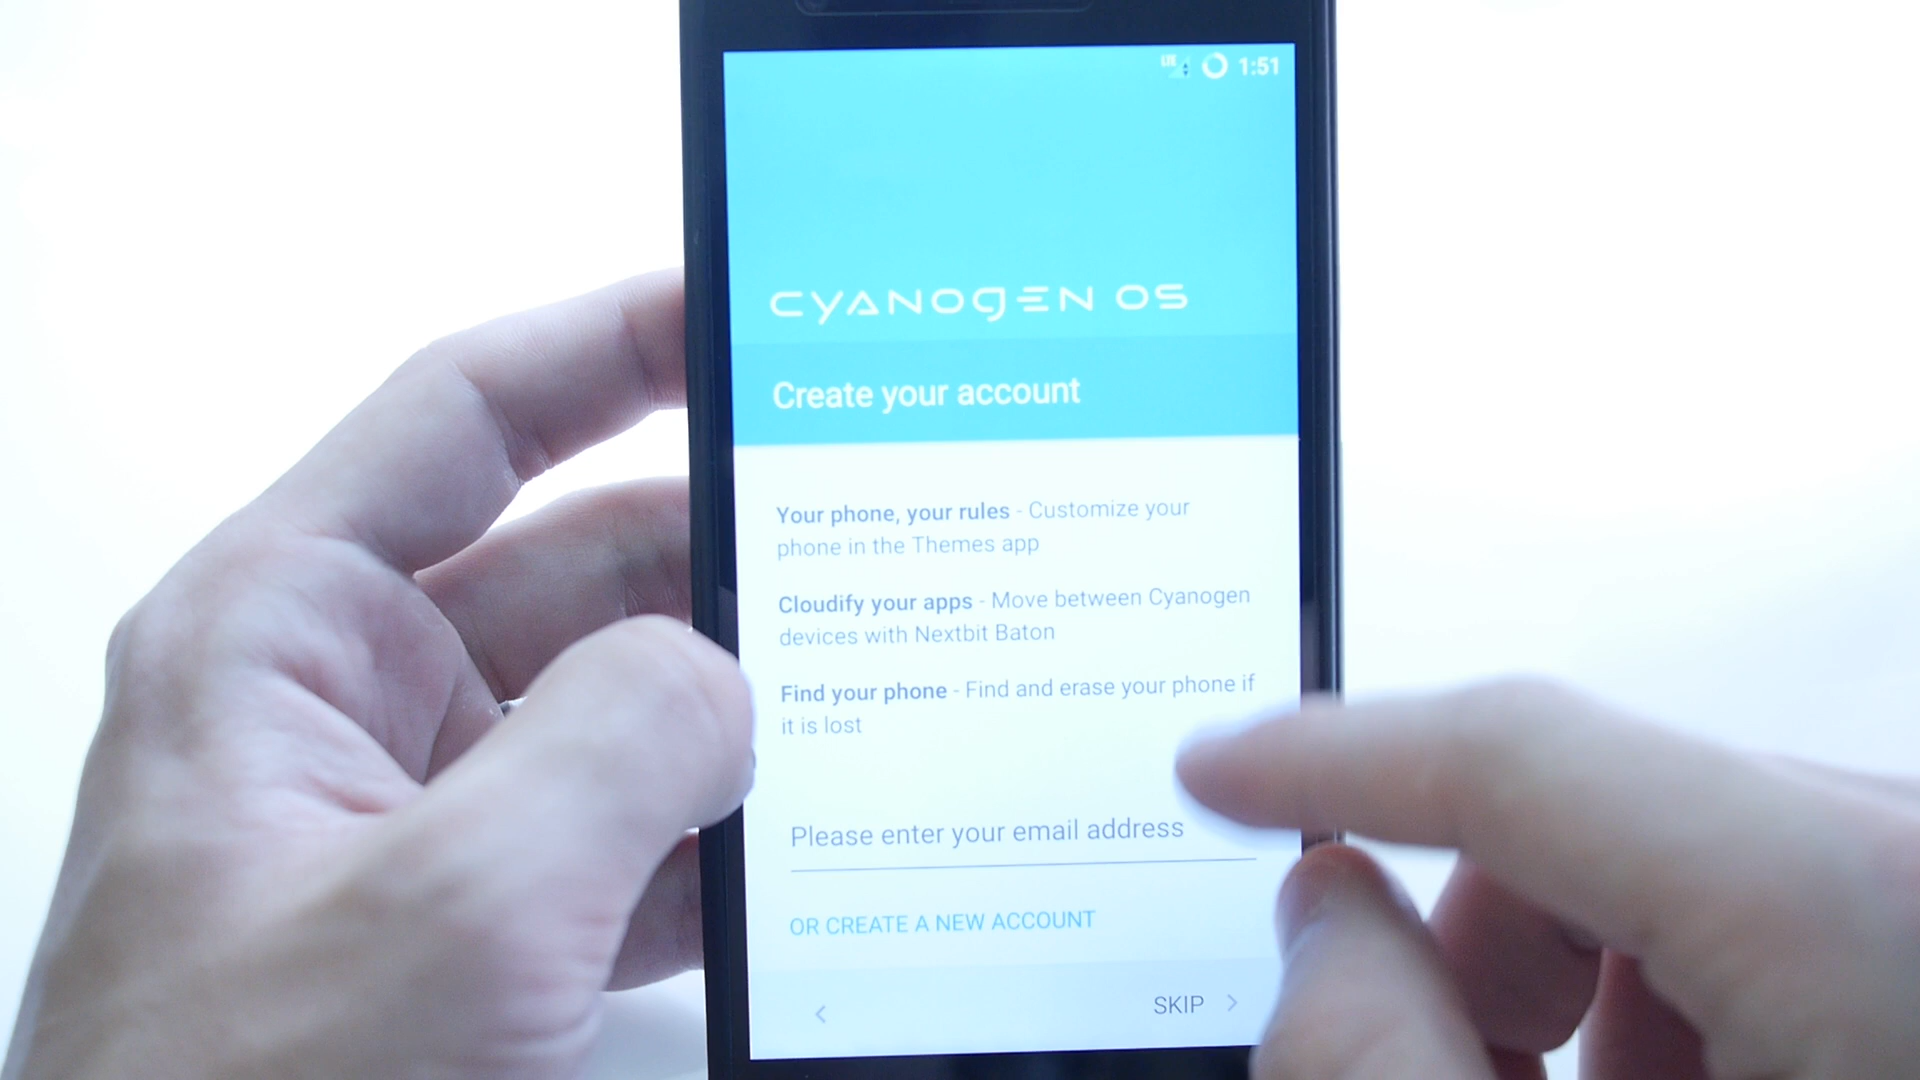 LTE 1:51
CYANOGEN OS
Create your account
Your phone, your rules - Customize your
phone in the Themes app
Cloudify your apps - Move between Cyanogen
devices with Nextbit Baton
Find your phone - Find and erase your phone if
it is lost
Please enter your email address
OR CREATE A NEW ACCOUNT
SKIP